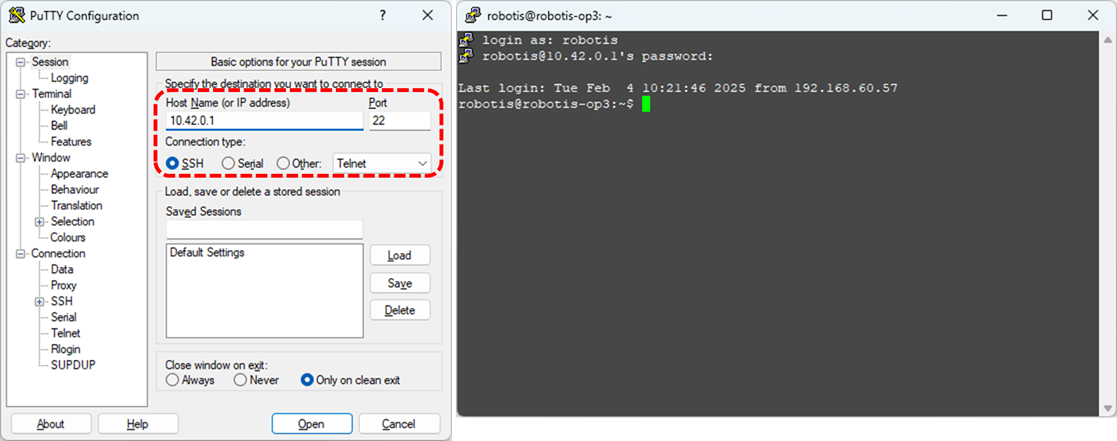 PuTTY Configuration
?
Category:
Session
Logging
Terminal
Keyboard
Bell
Features
Window
Appearance
Behaviour
Translation
Selection
Colours
Connection
Data
Proxy
SSH
Serial
Telnet
Rlogin
SUPDUP
Basic options for your PuTTY session
Specify the destination you want to connect to
Host Name (or IP address) Port
10.42.0.1 22
Connection type:
SSH Serial Other: Telnet
Load, save or delete a stored session
Saved Sessions
Default Settings
Load
Save
Delete
Close window on exit:
Always Never Only on clean exit
About Help Open Cancel
robotis@robotis-op3: ~
login as: robotis
robotis@10.42.0.1's password:
Last login: Tue Feb  4 10:21:46 2025 from 192.168.60.57
robotis@robotis-op3:~$